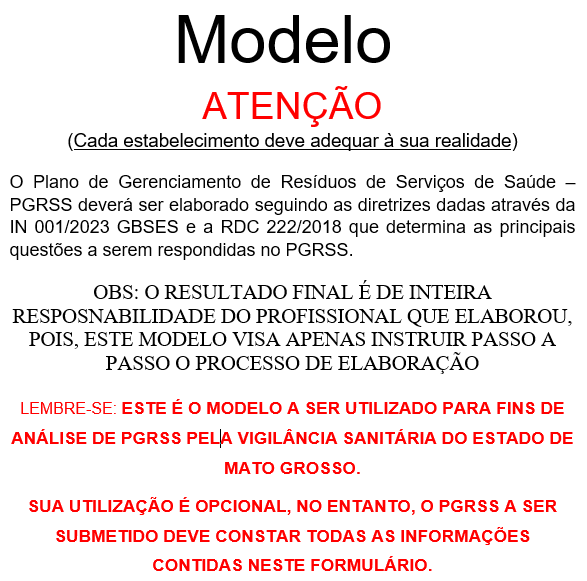 Modelo
ATENÇÃO
(Cada estabelecimento deve adequar à sua realidade)
O Plano de Gerenciamento de Resíduos de Serviços de Saúde –
PGRSS deverá ser elaborado seguindo as diretrizes dadas através da
IN 001/2023 GBSES e a RDC 222/2018 que determina as principais
questões a serem respondidas no PGRSS.
OBS: O RESULTADO FINAL É DE INTEIRA
RESPOSNABILIDADE DO PROFISSIONAL QUE ELABOROU,
POIS, ESTE MODELO VISA APENAS INSTRUIR PASSO A
PASSO O PROCESSO DE ELABORAÇÃO
LEMBRE-SE: ESTE É O MODELO A SER UTILIZADO PARA FINS DE
ANÁLISE DE PGRSS PELA VIGILÂNCIA SANITÁRIA DO ESTADO DE
MATO GROSSO.
SUA UTILIZAÇÃO É OPCIONAL, NO ENTANTO, O PGRSS A SER
SUBMETIDO DEVE CONSTAR TODAS AS INFORMAÇÕES
CONTIDAS NESTE FORMULÁRIO.